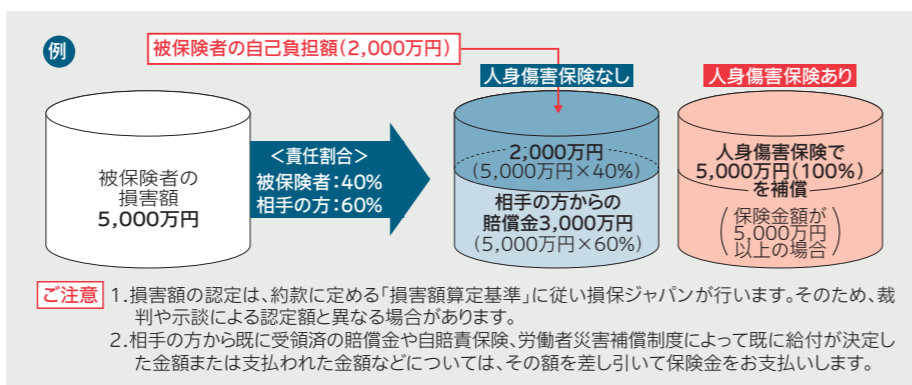 例
被保険者の自己負担額(2,000万円)
人身傷害保険なし
人身傷害保険あり
被保険者の
損害額
5,000万円
<責任割合>
被保険者:40%
相手の方:60%
2,000万円
(5,000万円×40%)
相手の方からの
賠償金3,000万円
(5,000万円×60%)
人身傷害保険で
5,000万円(100%)
を補償
(保険金額が
5,000万円
以上の場合)
ご注意 1.損害額の認定は、約款に定める「損害額算定基準」に従い損保ジャパンが行います。そのため、裁
判や示談による認定額と異なる場合があります。
2.相手の方から既に受領済の賠償金や自賠責保険、労働者災害補償制度によって既に給付が決定し
た金額または支払われた金額などについては、その額を差し引いて保険金をお支払いします。